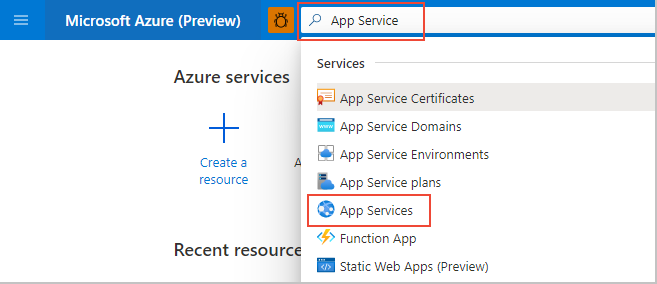 Microsoft Azure (Preview)
App Service
Azure services
Create a
resource
A
Recent resource
Services
App Service Certificates
www
App Service Domains
App Service Environments
App Service plans
App Services
Function App
Static Web Apps (Preview)